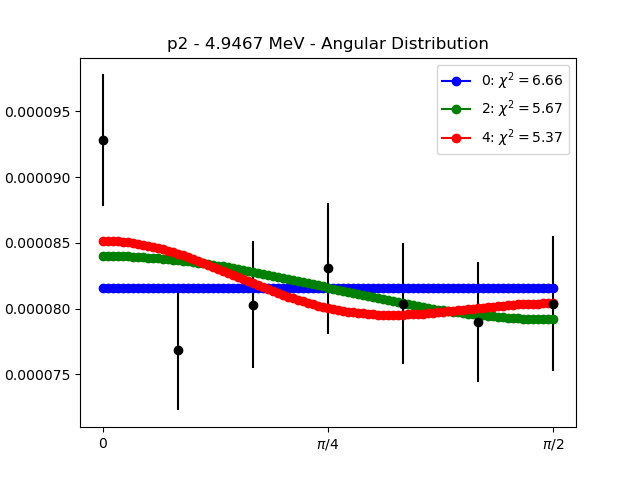 p2 - 4.9467 MeV - Angular Distribution
0: χ² = 6.66
2: χ² = 5.67
4: χ² = 5.37
0.000095
0.000090
0.000085
0.000080
0.000075
0 π/4 π/2